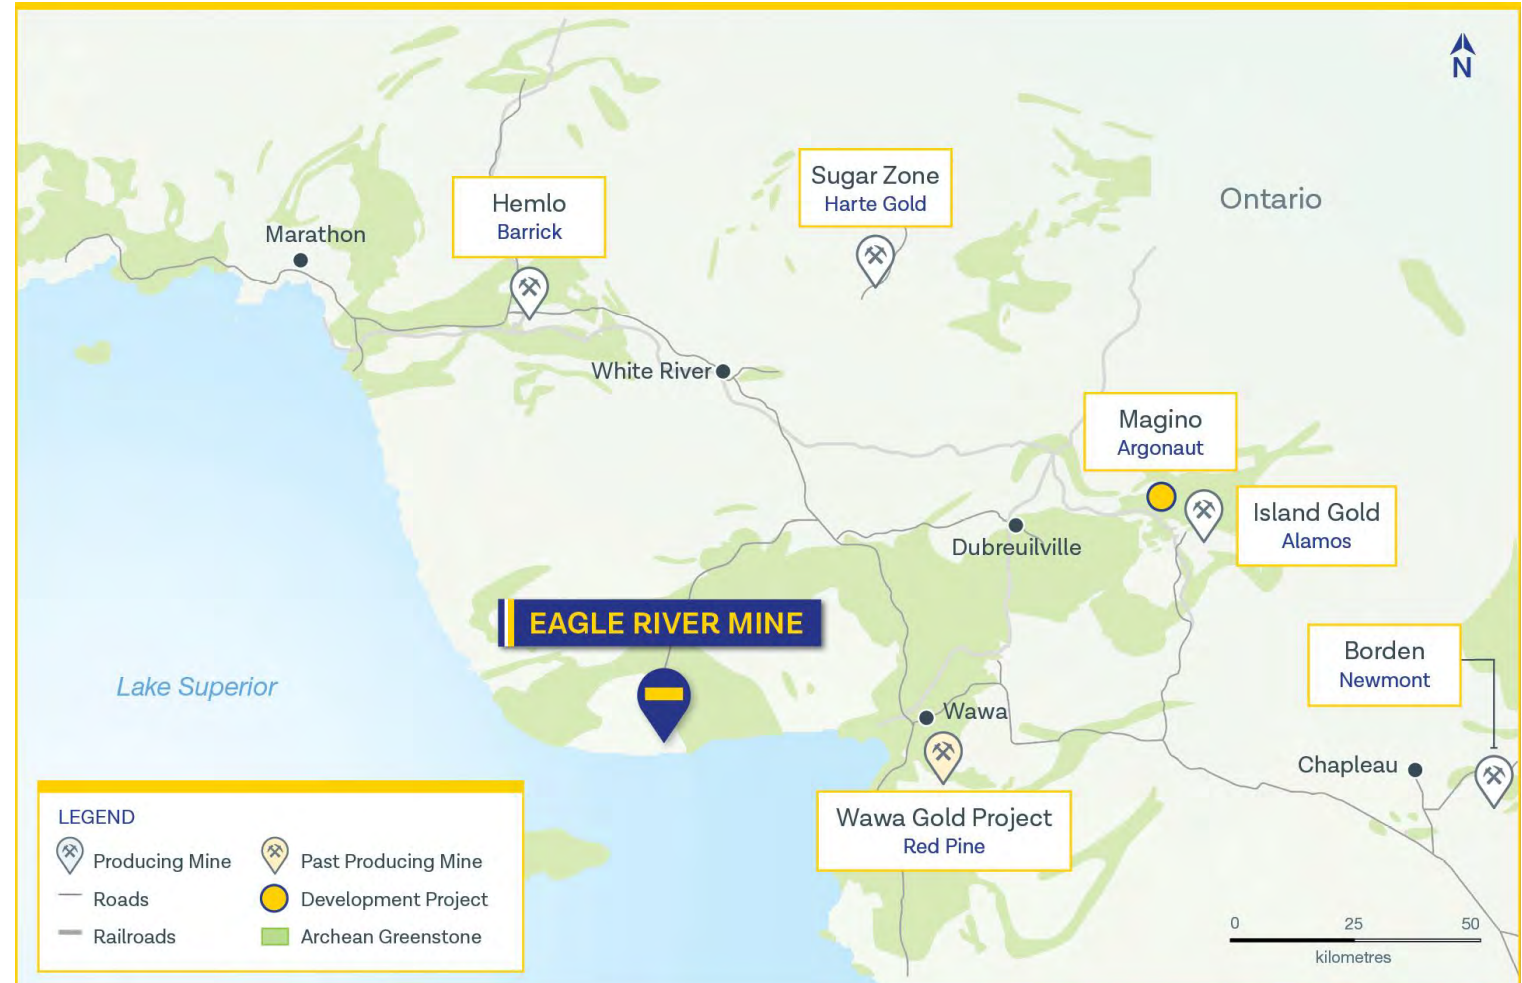 N
Ontario
Sugar Zone
Harte Gold
Hemlo
Barrick
Marathon
White River
Magino
Argonaut
Island Gold
Alamos
Dubreuilville
EAGLE RIVER MINE
Lake Superior
Borden
Newmont
Wawa
Chapleau
Wawa Gold Project
Red Pine
LEGEND
Producing Mine
Past Producing Mine
Roads
Development Project
Railroads
Archean Greenstone
0 25 50
kilometres